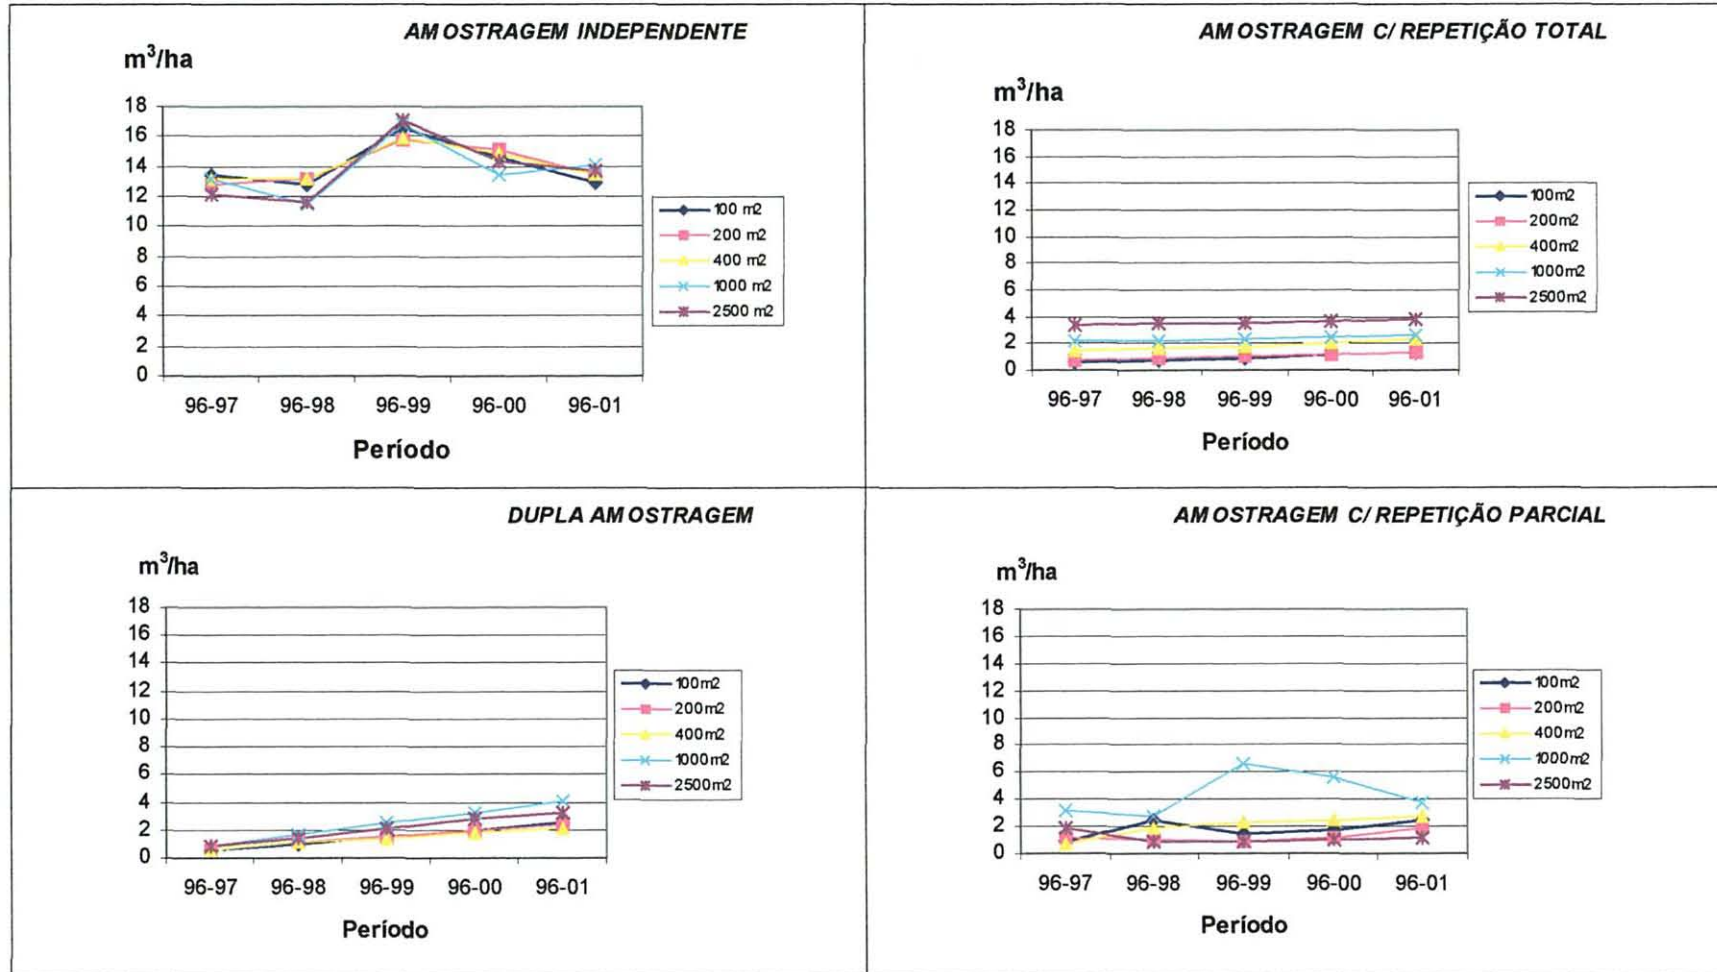 AMOSTRAGEM INDEPENDENTE
m³/ha
18
16
14
12
10
8
6
4
2
0
96-97 96-98 96-99 96-00 96-01
Período
100 m2
200 m2
400 m2
1000 m2
2500 m2
AMOSTRAGEM C/ REPETIÇÃO TOTAL
m³/ha
18
16
14
12
10
8
6
4
2
0
96-97 96-98 96-99 96-00 96-01
Período
100m2
200m2
400m2
1000m2
2500m2
DUPLA AMOSTRAGEM
m³/ha
18
16
14
12
10
8
6
4
2
0
96-97 96-98 96-99 96-00 96-01
Período
100m2
200m2
400m2
1000m2
2500m2
AMOSTRAGEM C/ REPETIÇÃO PARCIAL
m³/ha
18
16
14
12
10
8
6
4
2
0
96-97 96-98 96-99 96-00 96-01
Período
100m2
200m2
400m2
1000m2
2500m2